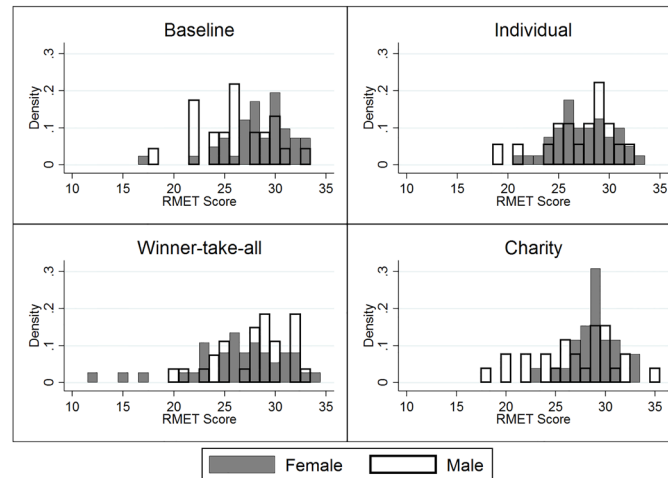 Baseline
Density
0 .1 .2 .3
10 15 20 25 30 35
RMET Score
Individual
Density
0 .1 .2 .3
10 15 20 25 30 35
RMET Score
Winner-take-all
Density
0 .1 .2 .3
10 15 20 25 30 35
RMET Score
Charity
Density
0 .1 .2 .3
10 15 20 25 30 35
RMET Score
Female Male